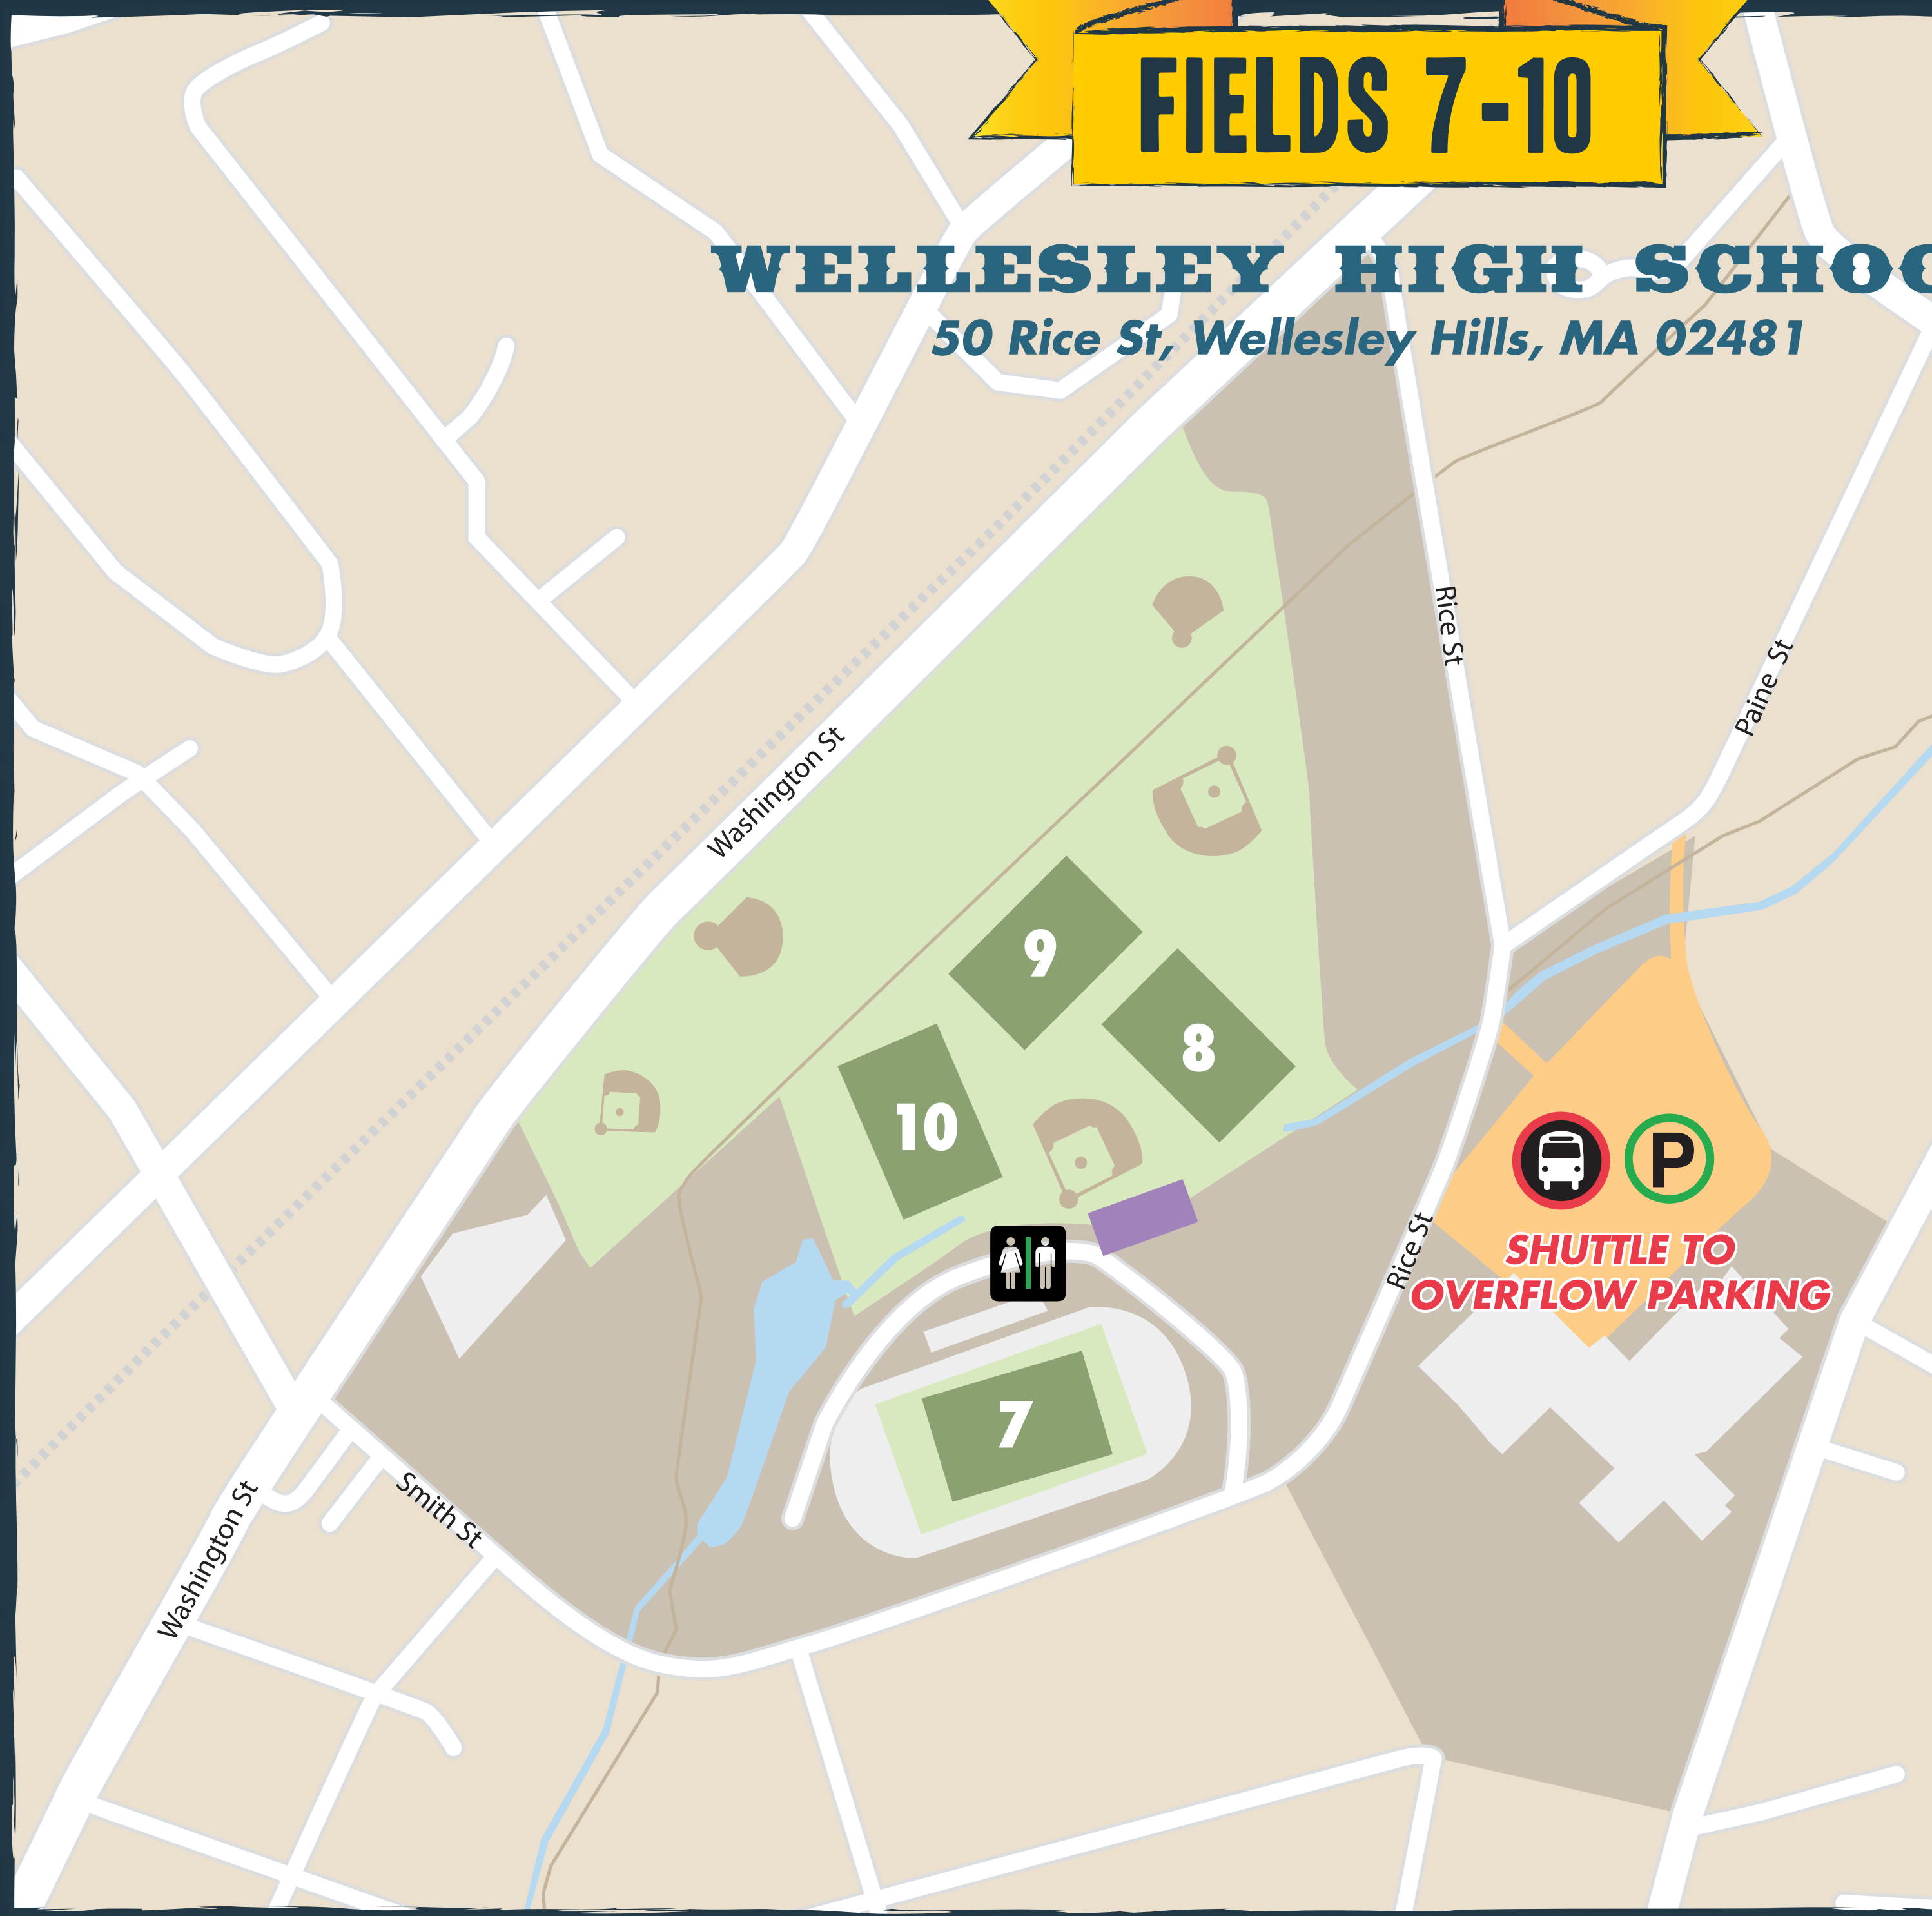 FIELDS 7-10
WELLESLEY HIGH SCHOO
50 Rice St, Wellesley Hills, MA 02481
Rice St
Paine St
Washington St
9
8
10
P
Rice St
SHUTTLE TO
OVERFLOW PARKING
7
Smith St
Washington St